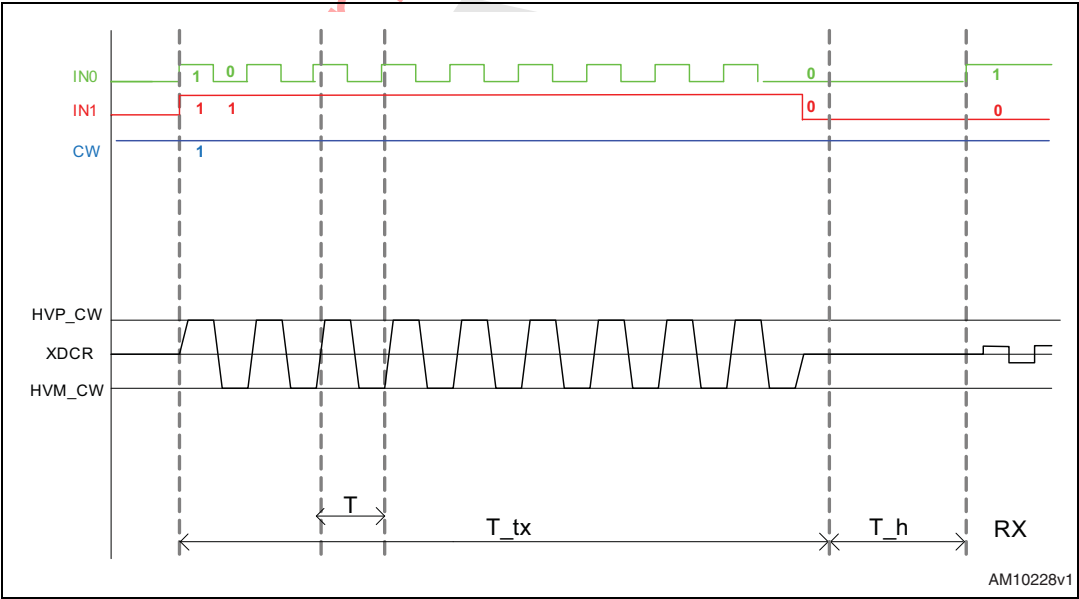 IN0 1 0 0 1
IN1 1 1 0 0
CW 1
HVP_CW
XDCR
HVM_CW
T
T_tx T_h RX
AM10228v1